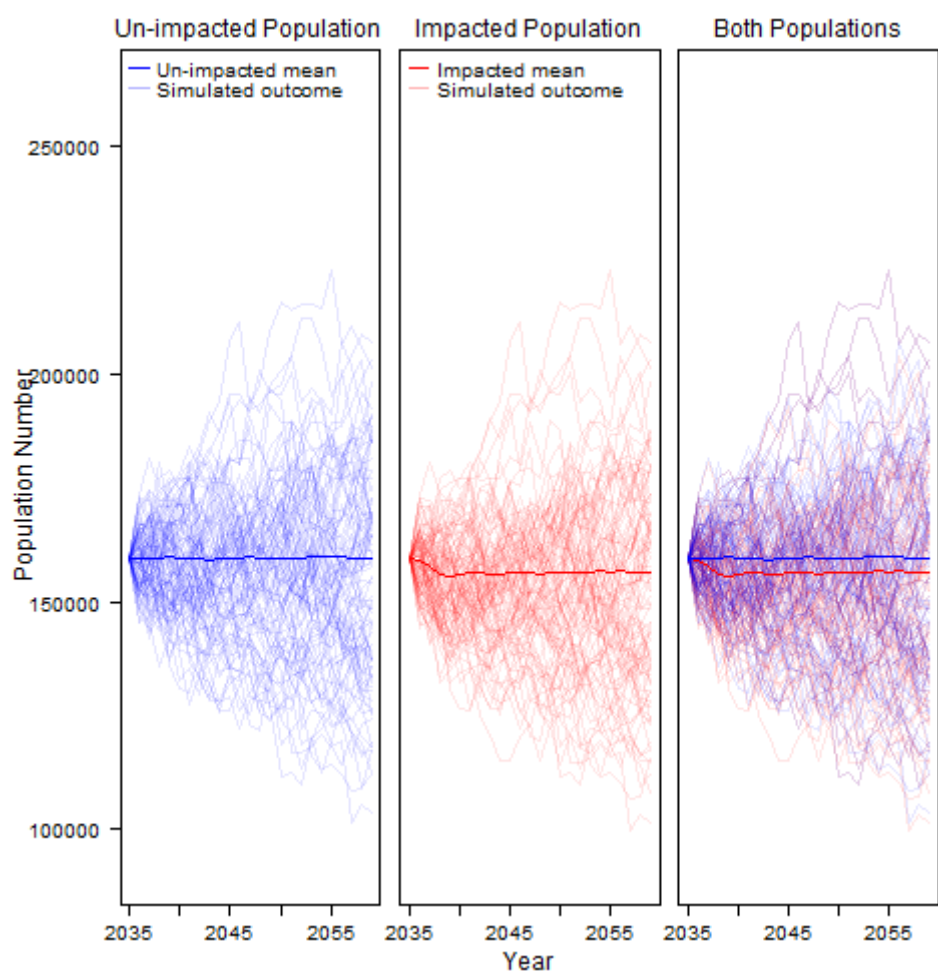 Un-impacted Population
Impacted Population
Both Populations
Un-impacted mean
Simulated outcome
Impacted mean
Simulated outcome
250000
200000
150000
100000
Population Number
2035
2045
2055
2035
2045
2055
2035
2045
2055
Year